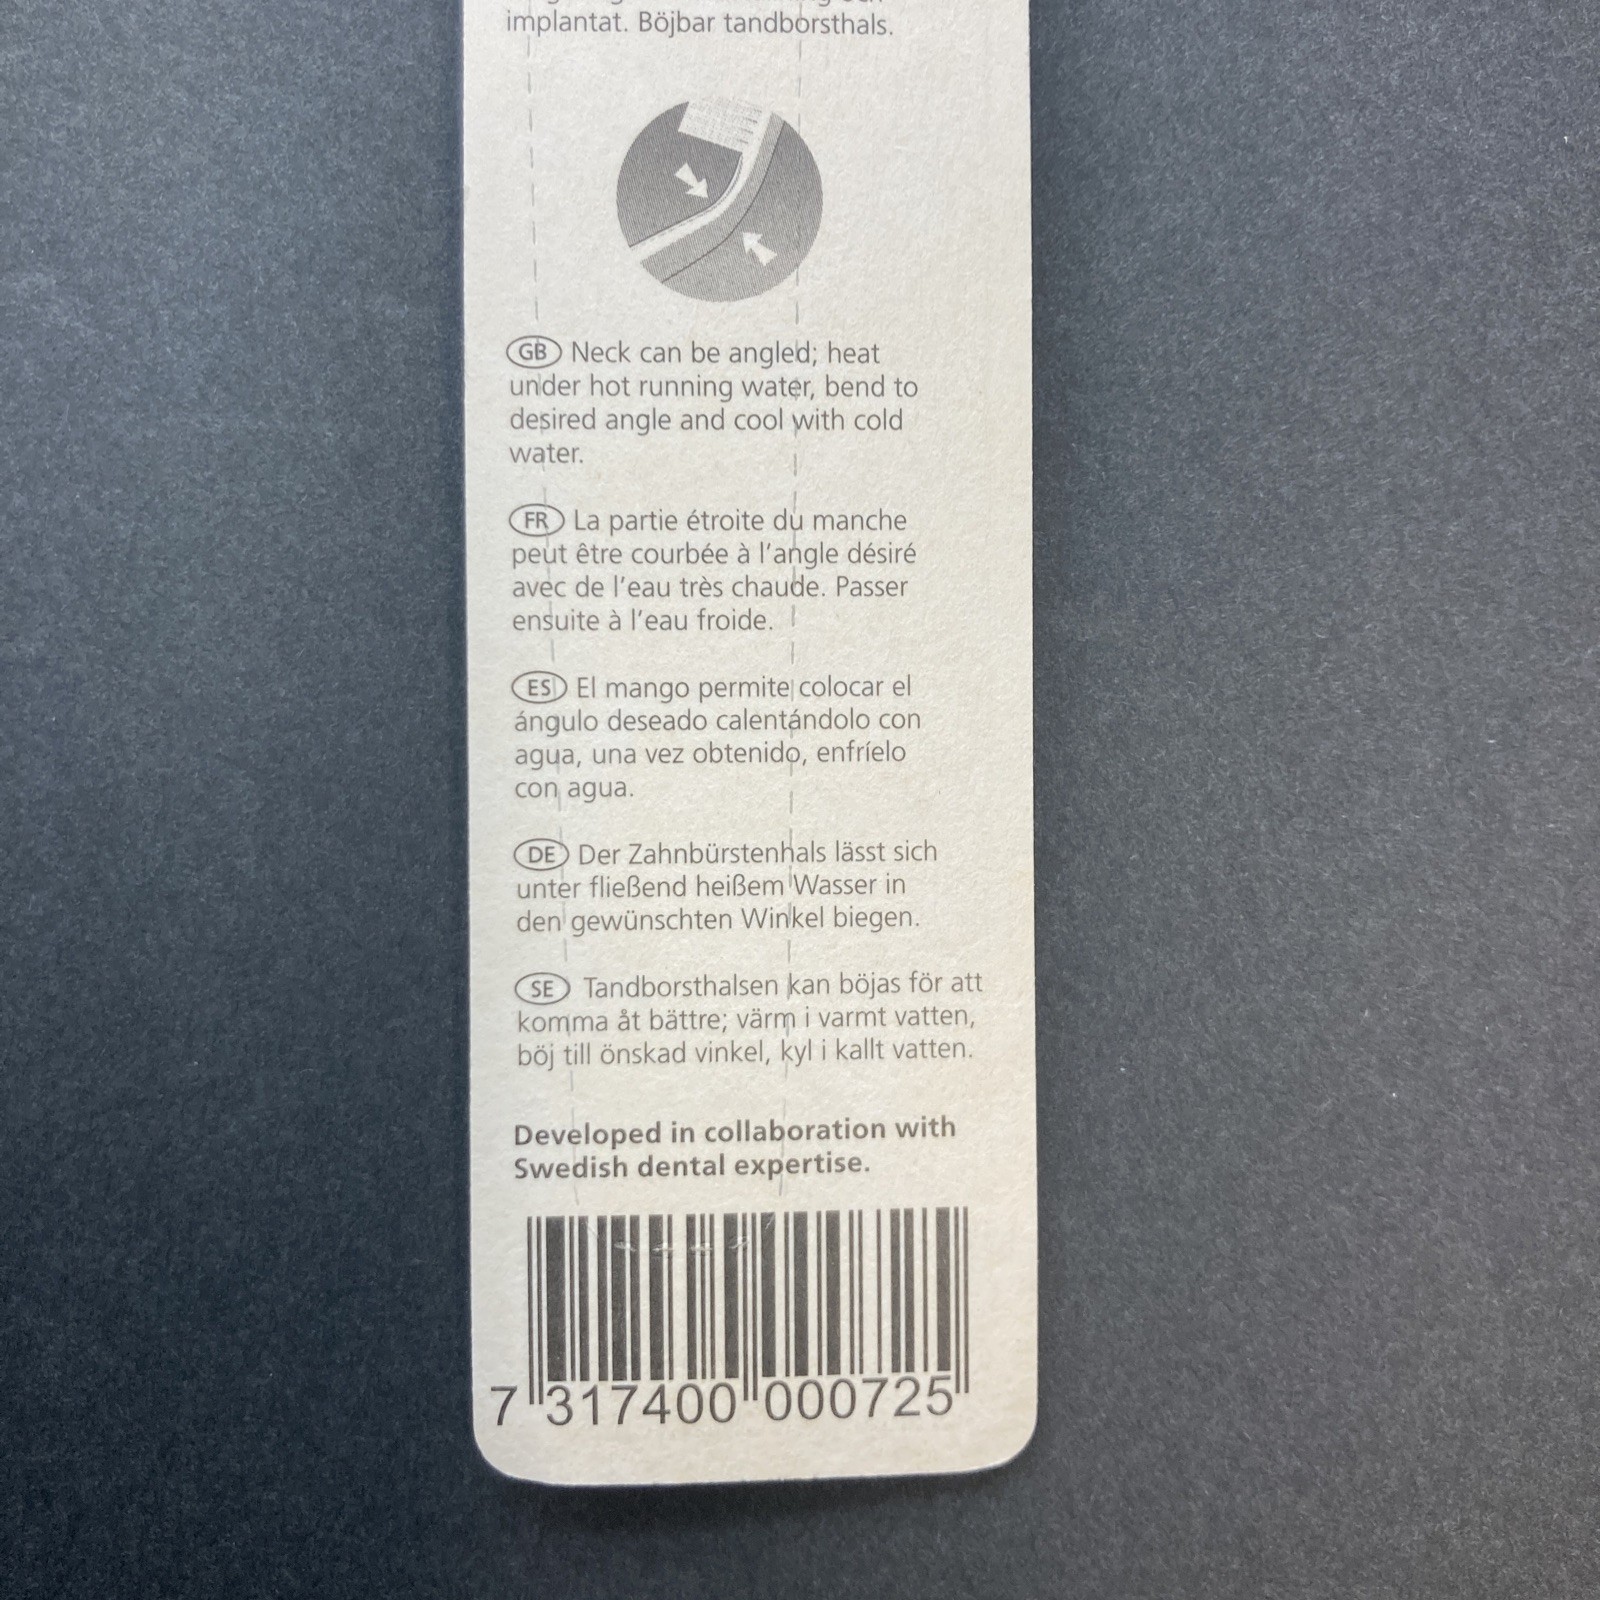 implantat. Böjbar tandborsthals.
GB Neck can be angled; heat
under hot running water, bend to
desired angle and cool with cold
water.
FR La partie étroite du manche
peut être courbée à l'angle désiré
avec de l'eau très chaude. Passer
ensuite à l'eau froide.
ES El mango permite colocar el
ángulo deseado calentándolo con
agua, una vez obtenido, enfríelo
con agua.
DE Der Zahnbürstenhals lässt sich
unter fließend heißem Wasser in
den gewünschten Winkel biegen.
SE Tandborsthalsen kan böjas för att
komma åt bättre; värm i varmt vatten,
böj till önskad vinkel, kyl i kallt vatten.
Developed in collaboration with
Swedish dental expertise.
7 317400 000725